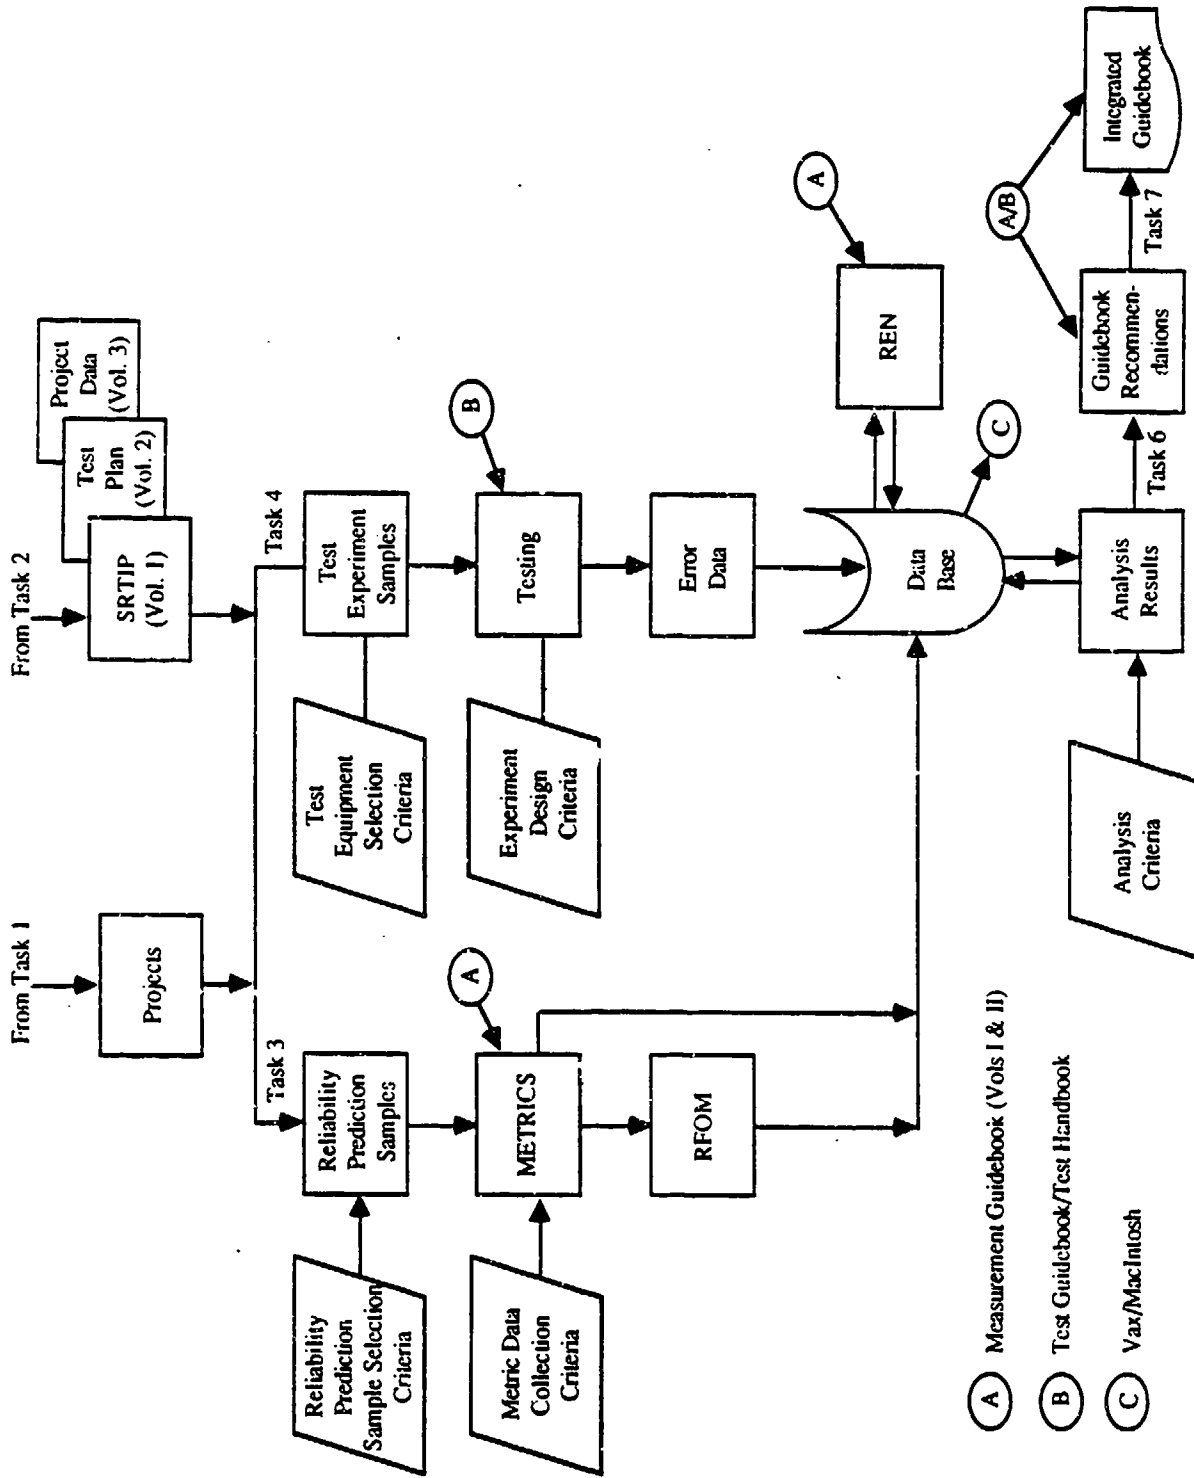 From Task 1
From Task 2
Projects
SRTIP
(Vol. 1)
Test
Plan
(Vol. 2)
Project
Data
(Vol. 3)
Task 3
Task 4
Reliability
Prediction
Sample Selection
Criteria
Reliability
Prediction
Samples
Test
Equipment
Selection
Criteria
Test
Experiment
Samples
Metric Data
Collection
Criteria
METRICS
A
Experiment
Design
Criteria
Testing
B
RFOM
Error
Data
Data
Base
REN
A
C
Analysis
Criteria
Analysis
Results
Task 6
Guidebook
Recommen-
dations
A/B
Task 7
Integrated
Guidebook
A Measurement Guidebook (Vols I & II)
B Test Guidebook/Test Handbook
C Vax/MacIntosh